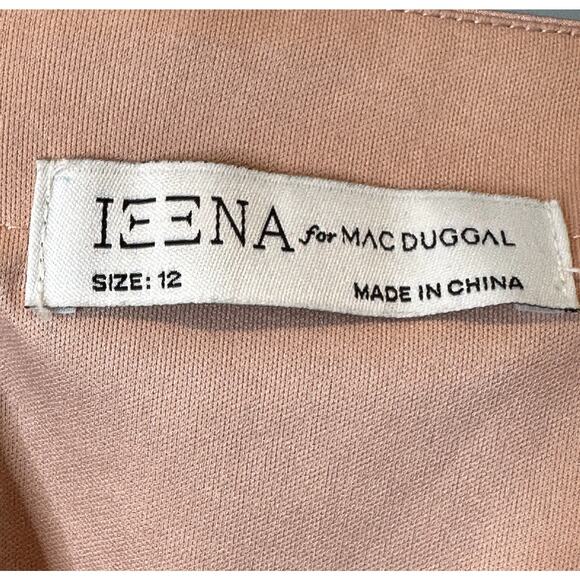 IEENA for MAC DUGGAL
SIZE: 12 MADE IN CHINA